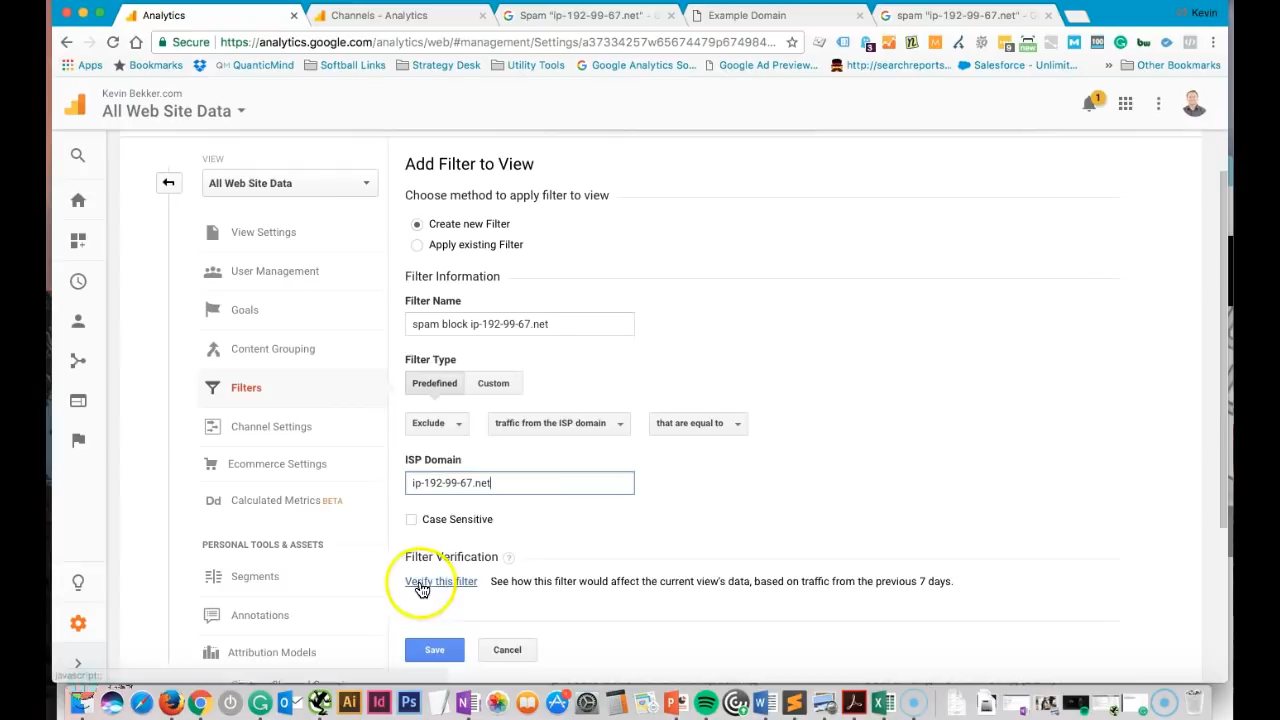 Analytics
Channels - Analytics
Spam "ip-192-99-67.net" -
Example Domain
spam "ip-192-99-67.net" -
Kevin
Secure
https://analytics.google.com/analytics/web/#management/Settings/a37334257w65674479p674984...
Apps
Bookmarks
QuanticMind
Softball Links
Strategy Desk
Utility Tools
Google Analytics So...
Google Ad Preview...
http://searchreports...
Salesforce - Unlimit...
»
Other Bookmarks
Kevin Bekker.com
All Web Site Data
1
VIEW
All Web Site Data
View Settings
User Management
Goals
Content Grouping
Filters
Channel Settings
Ecommerce Settings
Dd Calculated Metrics BETA
PERSONAL TOOLS & ASSETS
Segments
Annotations
Attribution Models
Add Filter to View
Choose method to apply filter to view
Create new Filter
Apply existing Filter
Filter Information
Filter Name
spam block ip-192-99-67.net
Filter Type
Predefined
Custom
Exclude
traffic from the ISP domain
that are equal to
ISP Domain
ip-192-99-67.net
Case Sensitive
Filter Verification ?
Verify this filter See how this filter would affect the current view's data, based on traffic from the previous 7 days.
Save
Cancel
javascript:;
Ai
Id
Ps